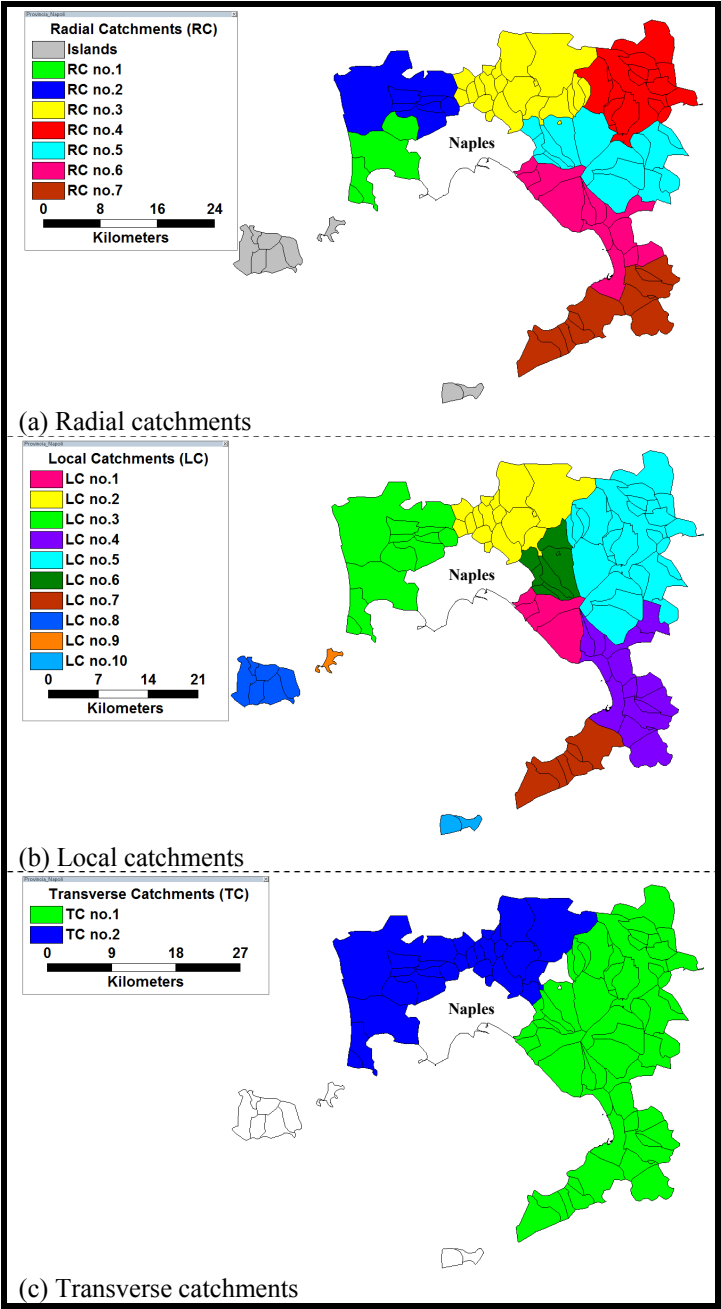 Provincia_Napoli
Radial Catchments (RC)
Islands
RC no.1
RC no.2
RC no.3
RC no.4
RC no.5
RC no.6
RC no.7
0 8 16 24
Kilometers
Naples
(a) Radial catchments
Provincia_Napoli
Local Catchments (LC)
LC no.1
LC no.2
LC no.3
LC no.4
LC no.5
LC no.6
LC no.7
LC no.8
LC no.9
LC no.10
0 7 14 21
Kilometers
Naples
(b) Local catchments
Provincia_Napoli
Transverse Catchments (TC)
TC no.1
TC no.2
0 9 18 27
Kilometers
Naples
(c) Transverse catchments